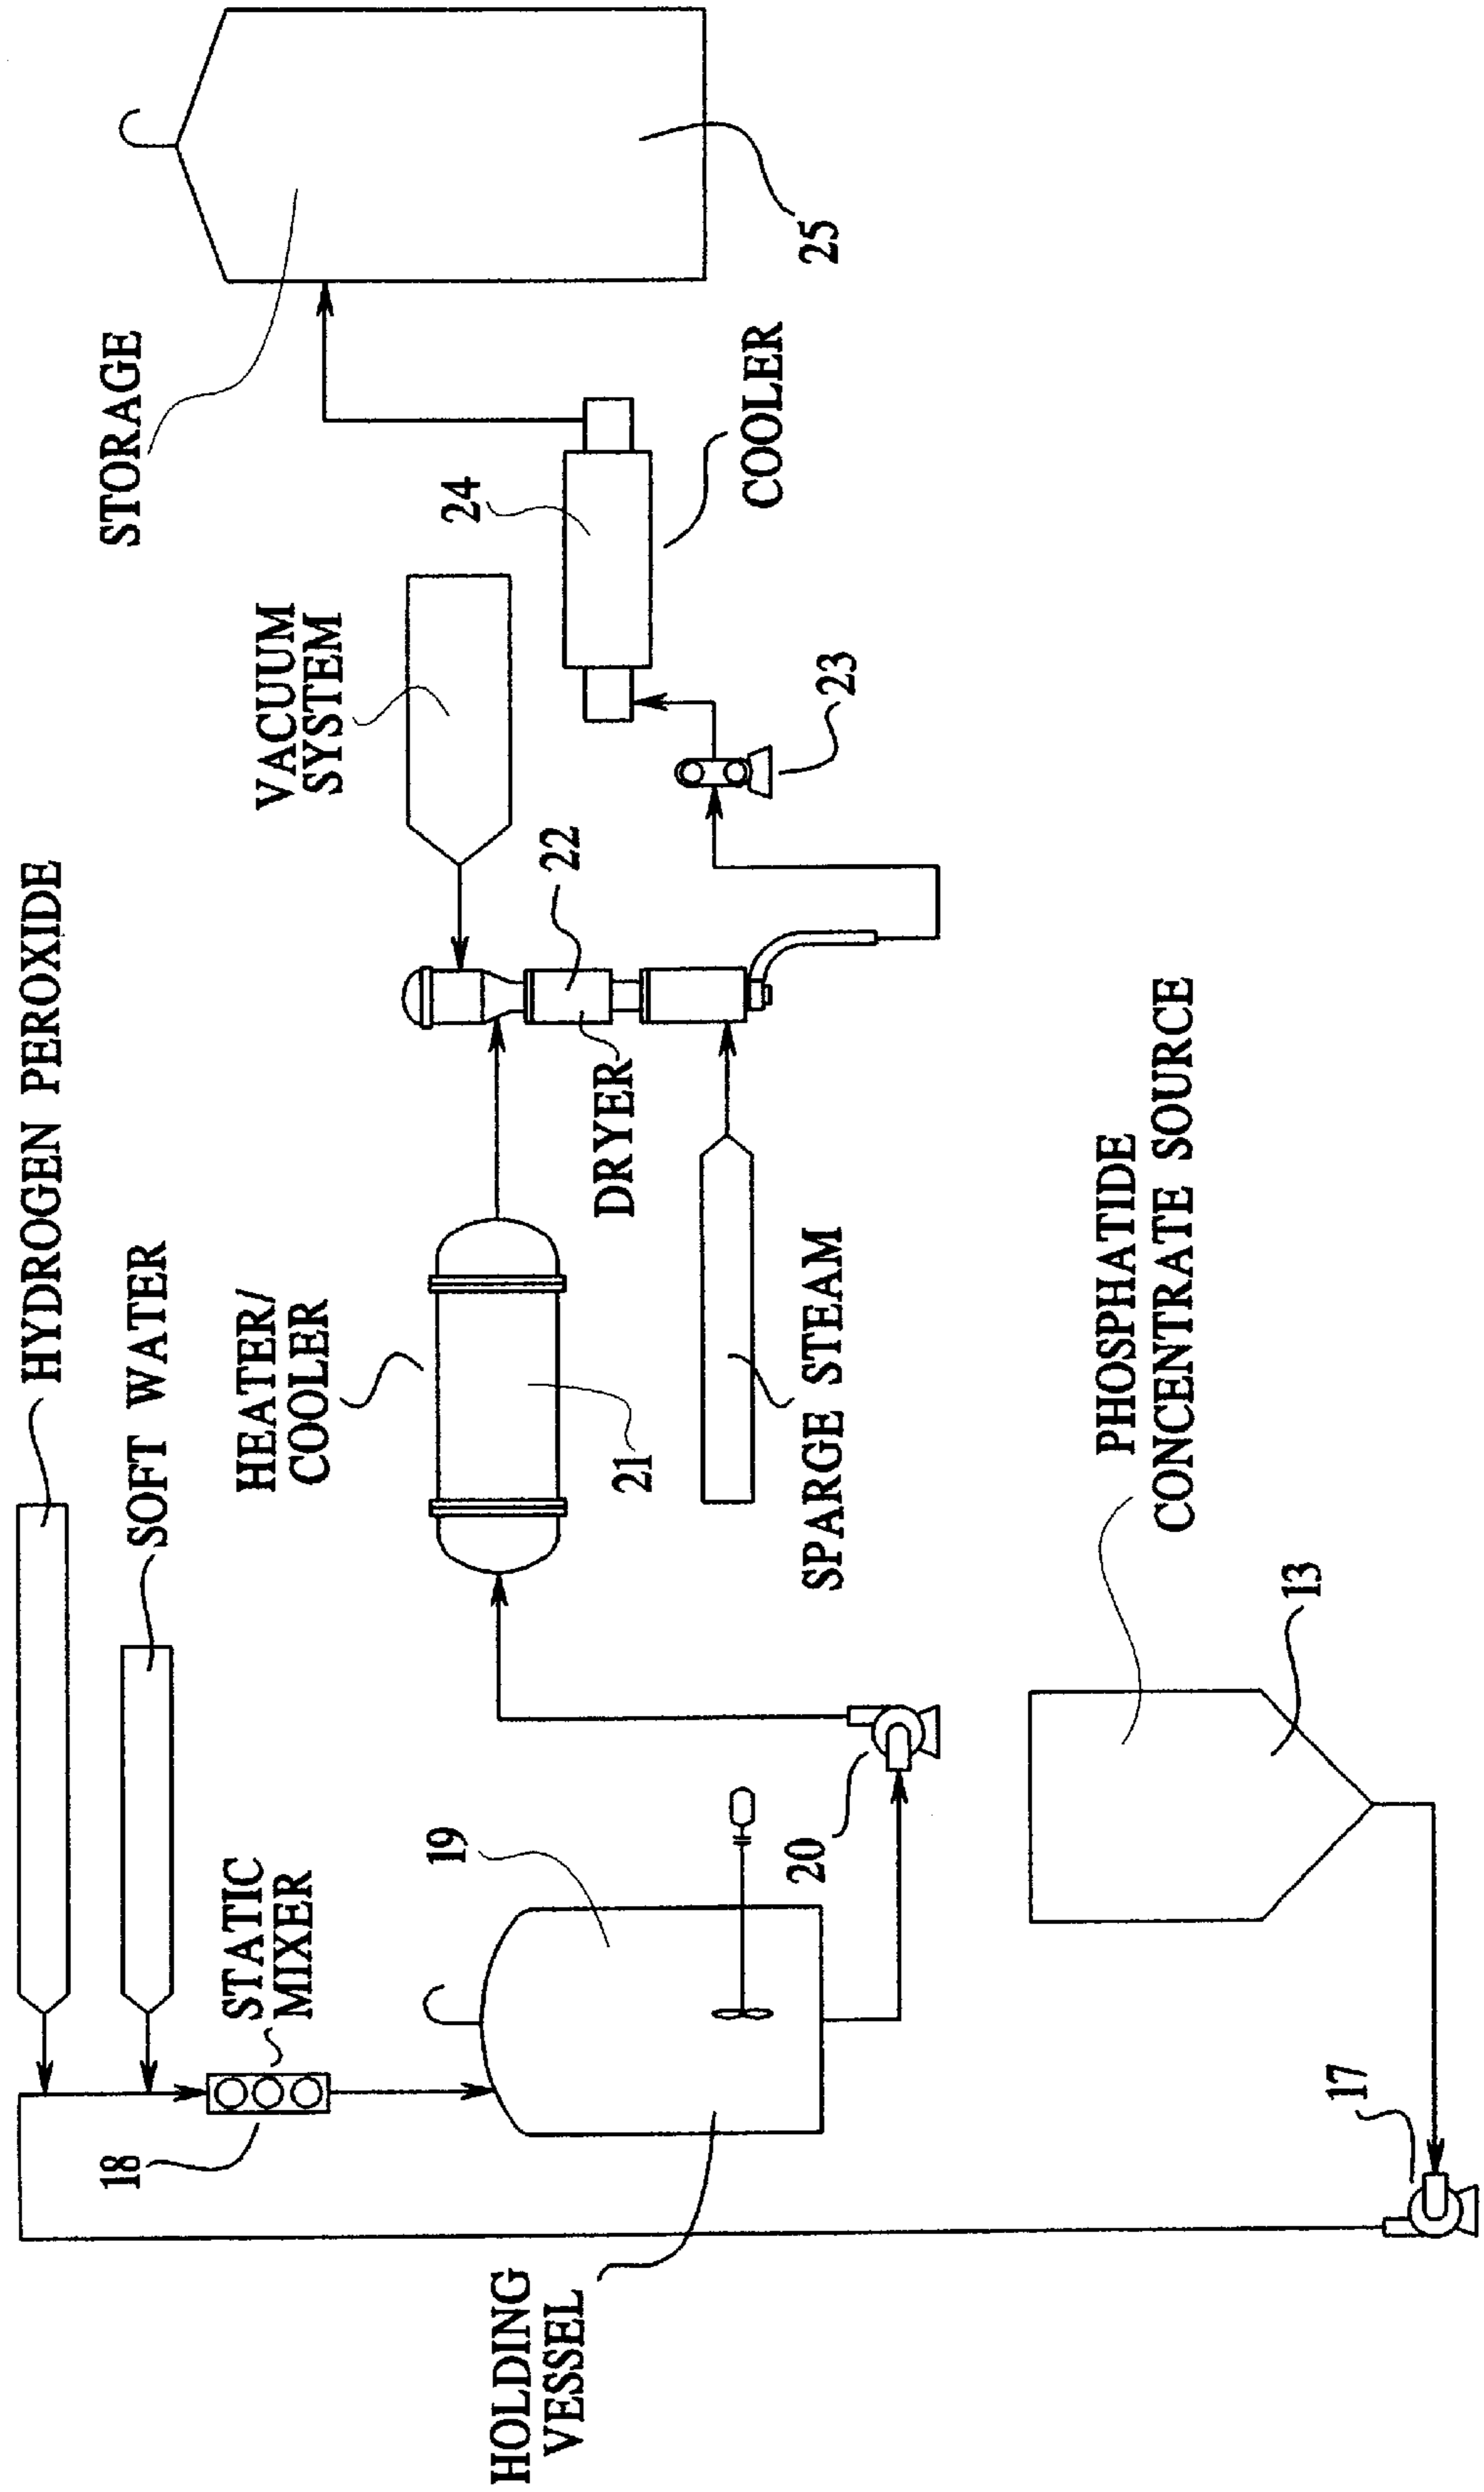 HYDROGEN PEROXIDE
SOFT WATER
STATIC
MIXER
18
HOLDING
VESSEL
19
20
HEATER/
COOLER
21
VACUUM
SYSTEM
DRYER
22
SPARGE STEAM
23
24
COOLER
STORAGE
25
PHOSPHATIDE
CONCENTRATE SOURCE
13
17